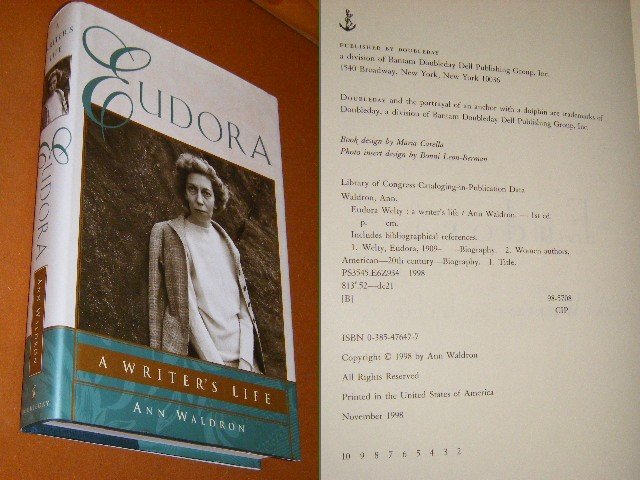 A
WRITER'S
LIFE
EUDORA
ANN WALDRON
DOUBLEDAY
EUDORA
A WRITER'S LIFE
ANN WALDRON
PUBLISHED BY DOUBLEDAY
a division of Bantam Doubleday Dell Publishing Group, Inc.
1540 Broadway, New York, New York 10036
DOUBLEDAY and the portrayal of an anchor with a dolphin are trademarks of
Doubleday, a division of Bantam Doubleday Dell Publishing Group, Inc.
Book design by Maria Carella
Photo insert design by Bonni Leon-Berman
Library of Congress Cataloging-in-Publication Data
Waldron, Ann.
Eudora Welty : a writer's life / Ann Waldron. — 1st ed.
p. cm.
Includes bibliographical references.
1. Welty, Eudora, 1909– —Biography. 2. Women authors,
American—20th century—Biography. I. Title.
PS3545.E6Z934 1998
813'.52—dc21
[B] 98-5708
CIP
ISBN 0-385-47647-7
Copyright © 1998 by Ann Waldron
All Rights Reserved
Printed in the United States of America
November 1998
10 9 8 7 6 5 4 3 2